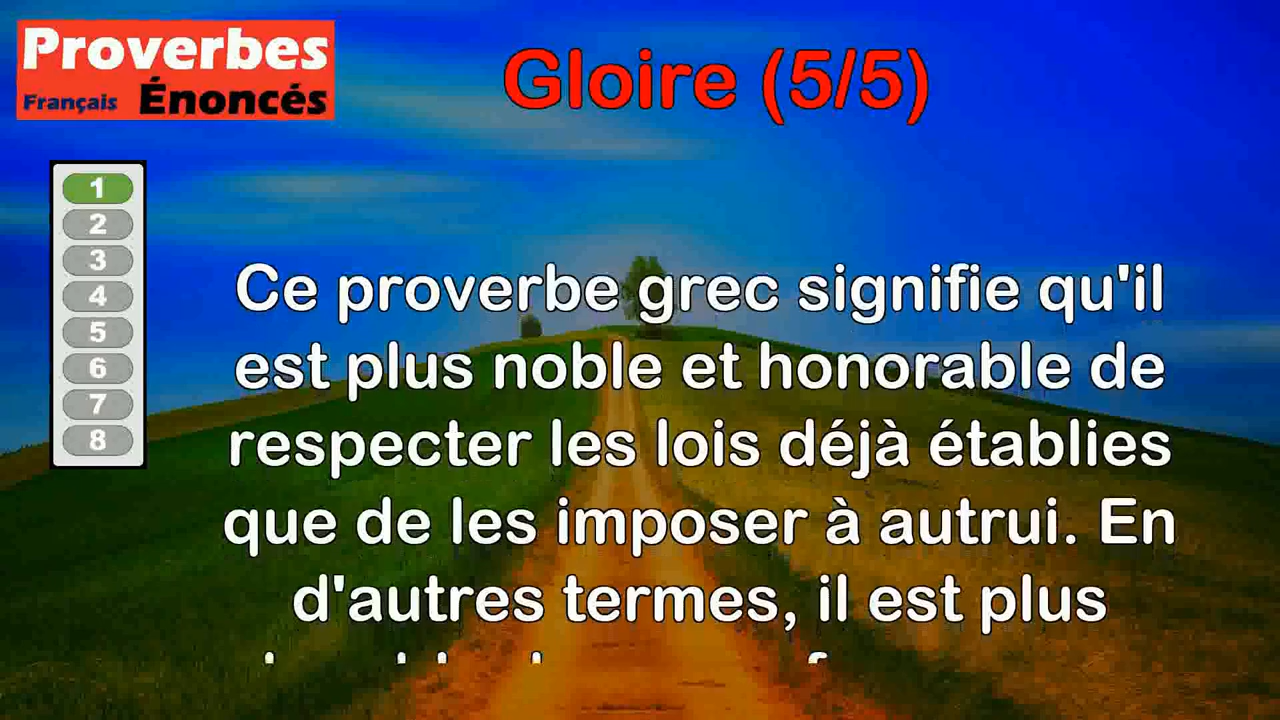 Proverbes
Français Énoncés
Gloire (5/5)
1
2
3
4
5
6
7
8
Ce proverbe grec signifie qu'il
est plus noble et honorable de
respecter les lois déjà établies
que de les imposer à autrui. En
d'autres termes, il est plus